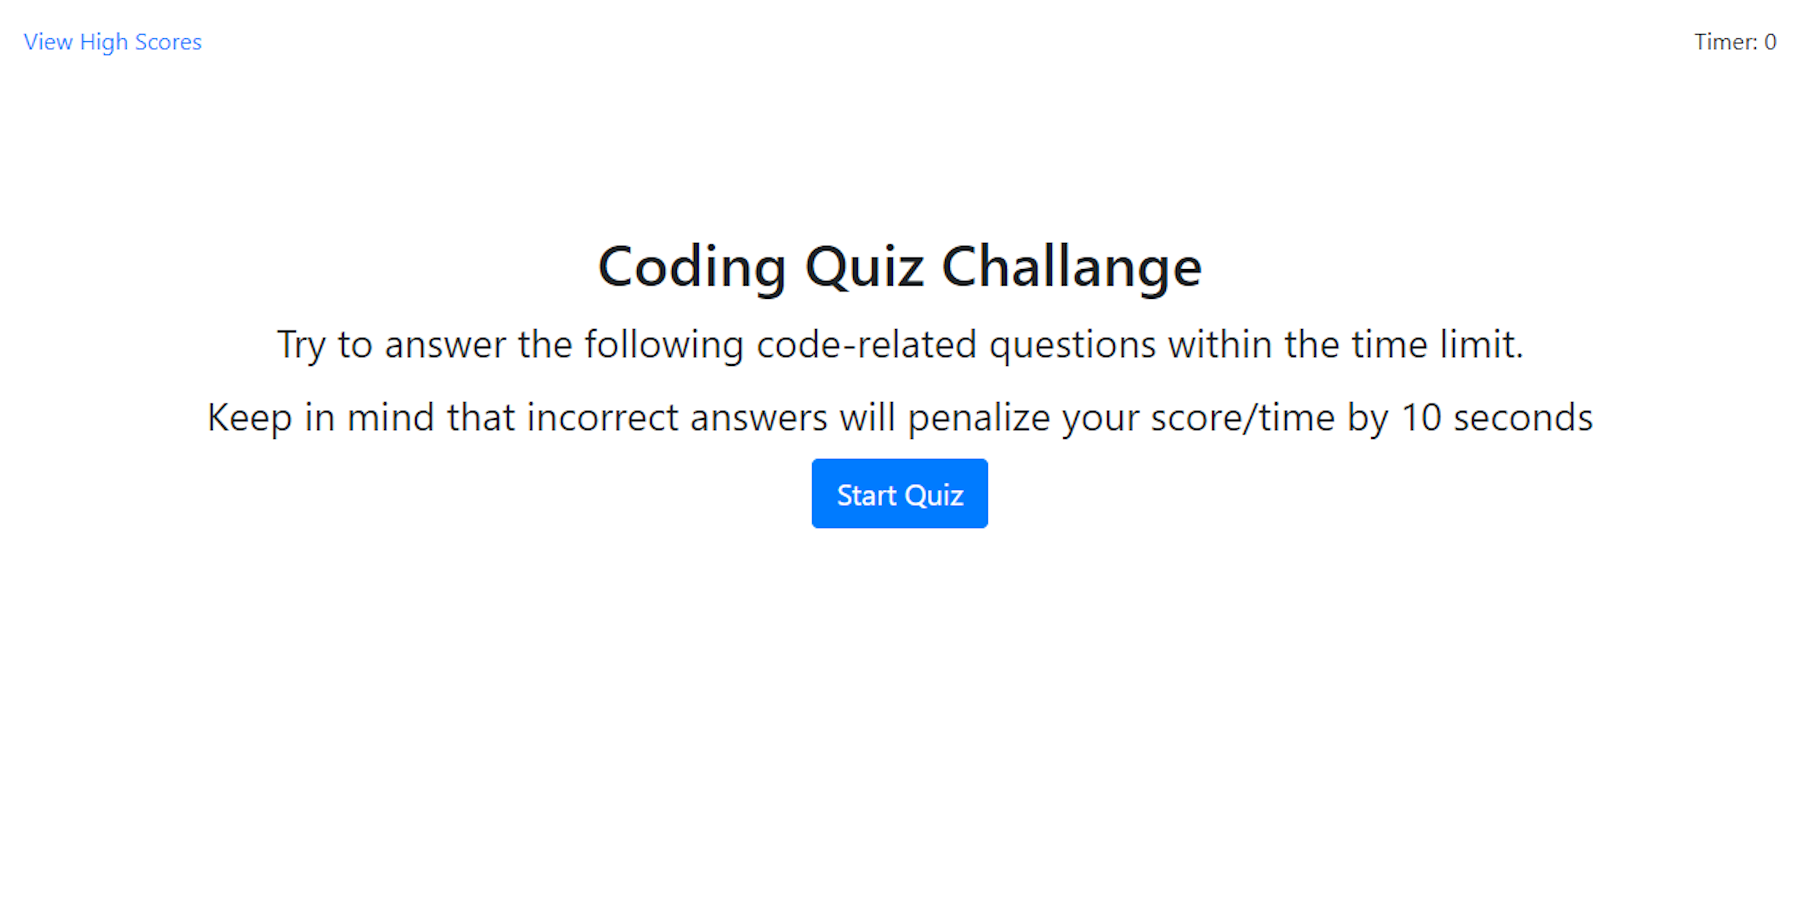 View High Scores
Timer: 0
Coding Quiz Challange
Try to answer the following code-related questions within the time limit.
Keep in mind that incorrect answers will penalize your score/time by 10 seconds
Start Quiz